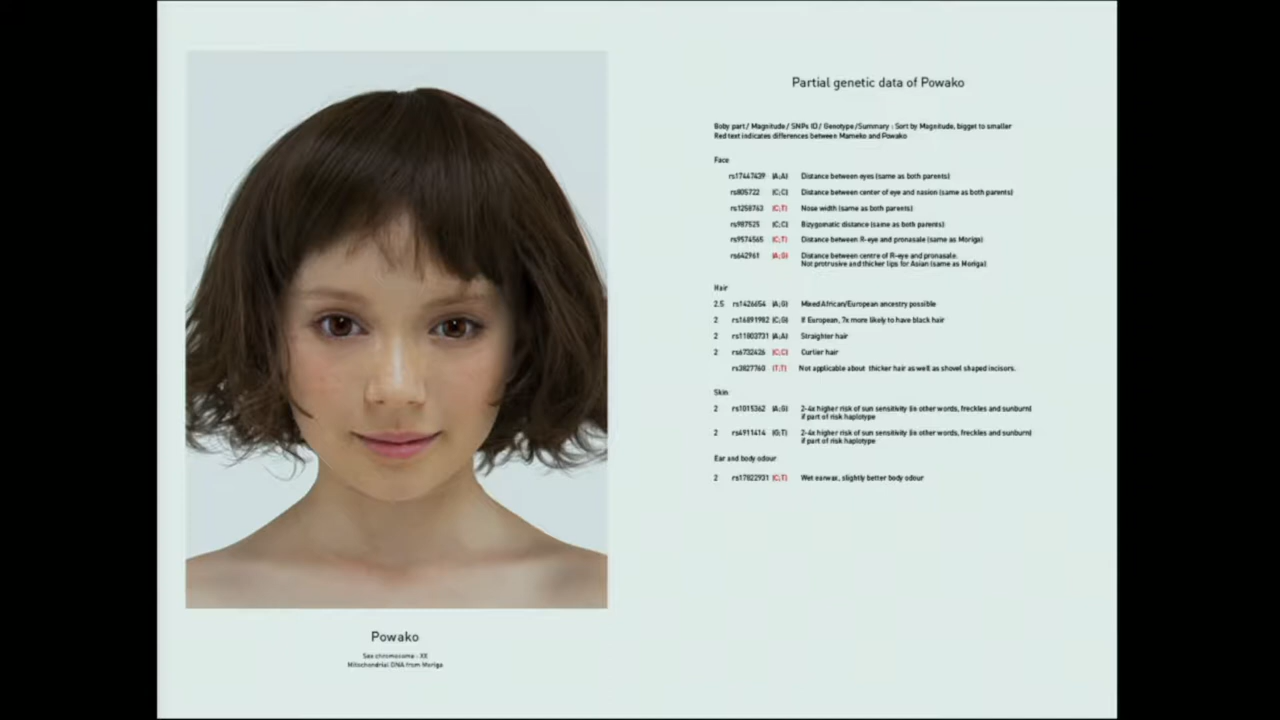 Partial genetic data of Powako
Boby part / Magnitude / SNPs ID / Genotype /Summary : Sort by Magnitude, bigget to smaller
Red text indicates differences between Mameko and Powako
Face
rs17447439 (A;A) Distance between eyes (same as both parents)
rs805722 (C;C) Distance between center of eye and nasion (same as both parents)
rs1258763 (C;T) Nose width (same as both parents)
rs987525 (C;C) Bizygomatic distance (same as both parents)
rs9574565 (C;T) Distance between R-eye and pronasale (same as Moriga)
rs642961 (A;G) Distance between centre of R-eye and pronasale.
Not protrusive and thicker lips for Asian (same as Moriga)
Hair
2.5 rs1426654 (A;G) Mixed African/European ancestry possible
2 rs16891982 (C;G) If European, 7x more likely to have black hair
2 rs11803731 (A;A) Straighter hair
2 rs6732426 (C;C) Curlier hair
rs3827760 (T;T) Not applicable about thicker hair as well as shovel shaped incisors.
Skin
2 rs1015362 (A;G) 2-4x higher risk of sun sensitivity (in other words, freckles and sunburn)
if part of risk haplotype
2 rs4911414 (G;T) 2-4x higher risk of sun sensitivity (in other words, freckles and sunburn)
if part of risk haplotype
Ear and body odour
2 rs17822931 (C;T) Wet earwax, slightly better body odour
Powako
Sex chromosome : XX
Mitochondrial DNA from Moriga